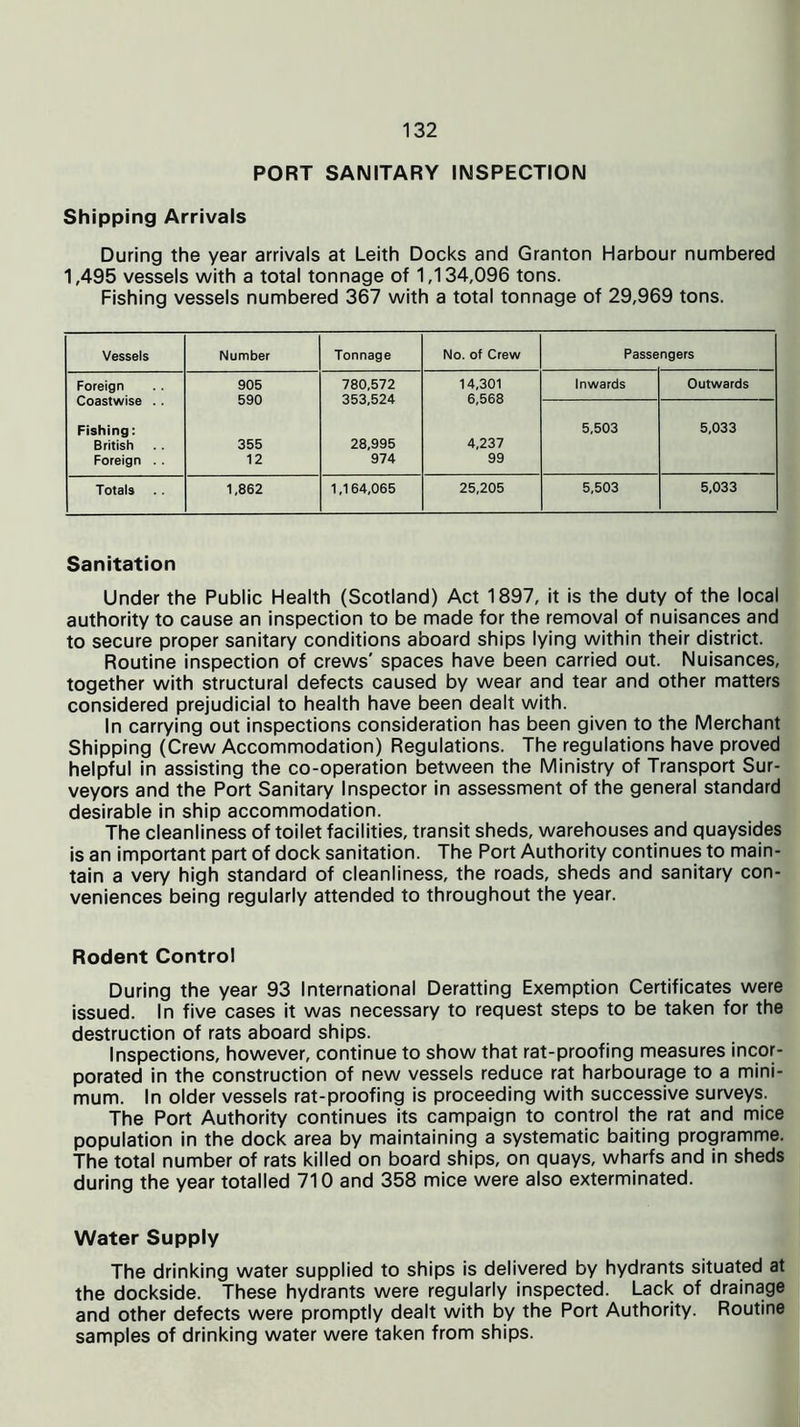 132
PORT SANITARY INSPECTION
Shipping Arrivals
During the year arrivals at Leith Docks and Granton Harbour numbered
1,495 vessels with a total tonnage of 1,134,096 tons.
Fishing vessels numbered 367 with a total tonnage of 29,969 tons.
Vessels Number Tonnage No. of Crew Passengers
Foreign . . 905 780,572 14,301 Inwards Outwards
Coastwise . . 590 353,524 6,568
Fishing: 5,503 5,033
British . . 355 28,995 4,237
Foreign . . 12 974 99
Totals . . 1,862 1,164,065 25,205 5,503 5,033
Sanitation
Under the Public Health (Scotland) Act 1897, it is the duty of the local
authority to cause an inspection to be made for the removal of nuisances and
to secure proper sanitary conditions aboard ships lying within their district.
Routine inspection of crews' spaces have been carried out. Nuisances,
together with structural defects caused by wear and tear and other matters
considered prejudicial to health have been dealt with.
In carrying out inspections consideration has been given to the Merchant
Shipping (Crew Accommodation) Regulations. The regulations have proved
helpful in assisting the co-operation between the Ministry of Transport Sur-
veyors and the Port Sanitary Inspector in assessment of the general standard
desirable in ship accommodation.
The cleanliness of toilet facilities, transit sheds, warehouses and quaysides
is an important part of dock sanitation. The Port Authority continues to main-
tain a very high standard of cleanliness, the roads, sheds and sanitary con-
veniences being regularly attended to throughout the year.
Rodent Control
During the year 93 International Deratting Exemption Certificates were
issued. In five cases it was necessary to request steps to be taken for the
destruction of rats aboard ships.
Inspections, however, continue to show that rat-proofing measures incor-
porated in the construction of new vessels reduce rat harbourage to a mini-
mum. In older vessels rat-proofing is proceeding with successive surveys.
The Port Authority continues its campaign to control the rat and mice
population in the dock area by maintaining a systematic baiting programme.
The total number of rats killed on board ships, on quays, wharfs and in sheds
during the year totalled 710 and 358 mice were also exterminated.
Water Supply
The drinking water supplied to ships is delivered by hydrants situated at
the dockside. These hydrants were regularly inspected. Lack of drainage
and other defects were promptly dealt with by the Port Authority. Routine
samples of drinking water were taken from ships.